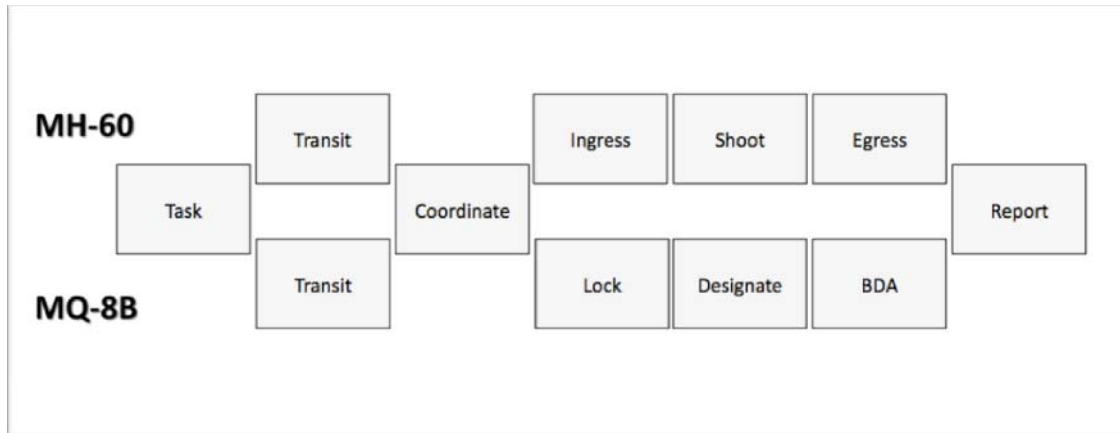 MH-60
Transit
Ingress
Shoot
Egress
Task
Coordinate
Report
Transit
Lock
Designate
BDA
MQ-8B